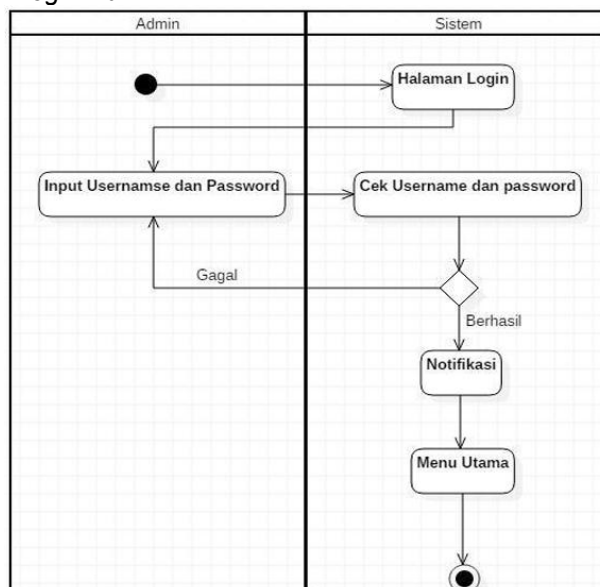 Admin
Sistem
Halaman Login
Input Usernamse dan Password
Cek Username dan password
Gagal
Berhasil
Notifikasi
Menu Utama